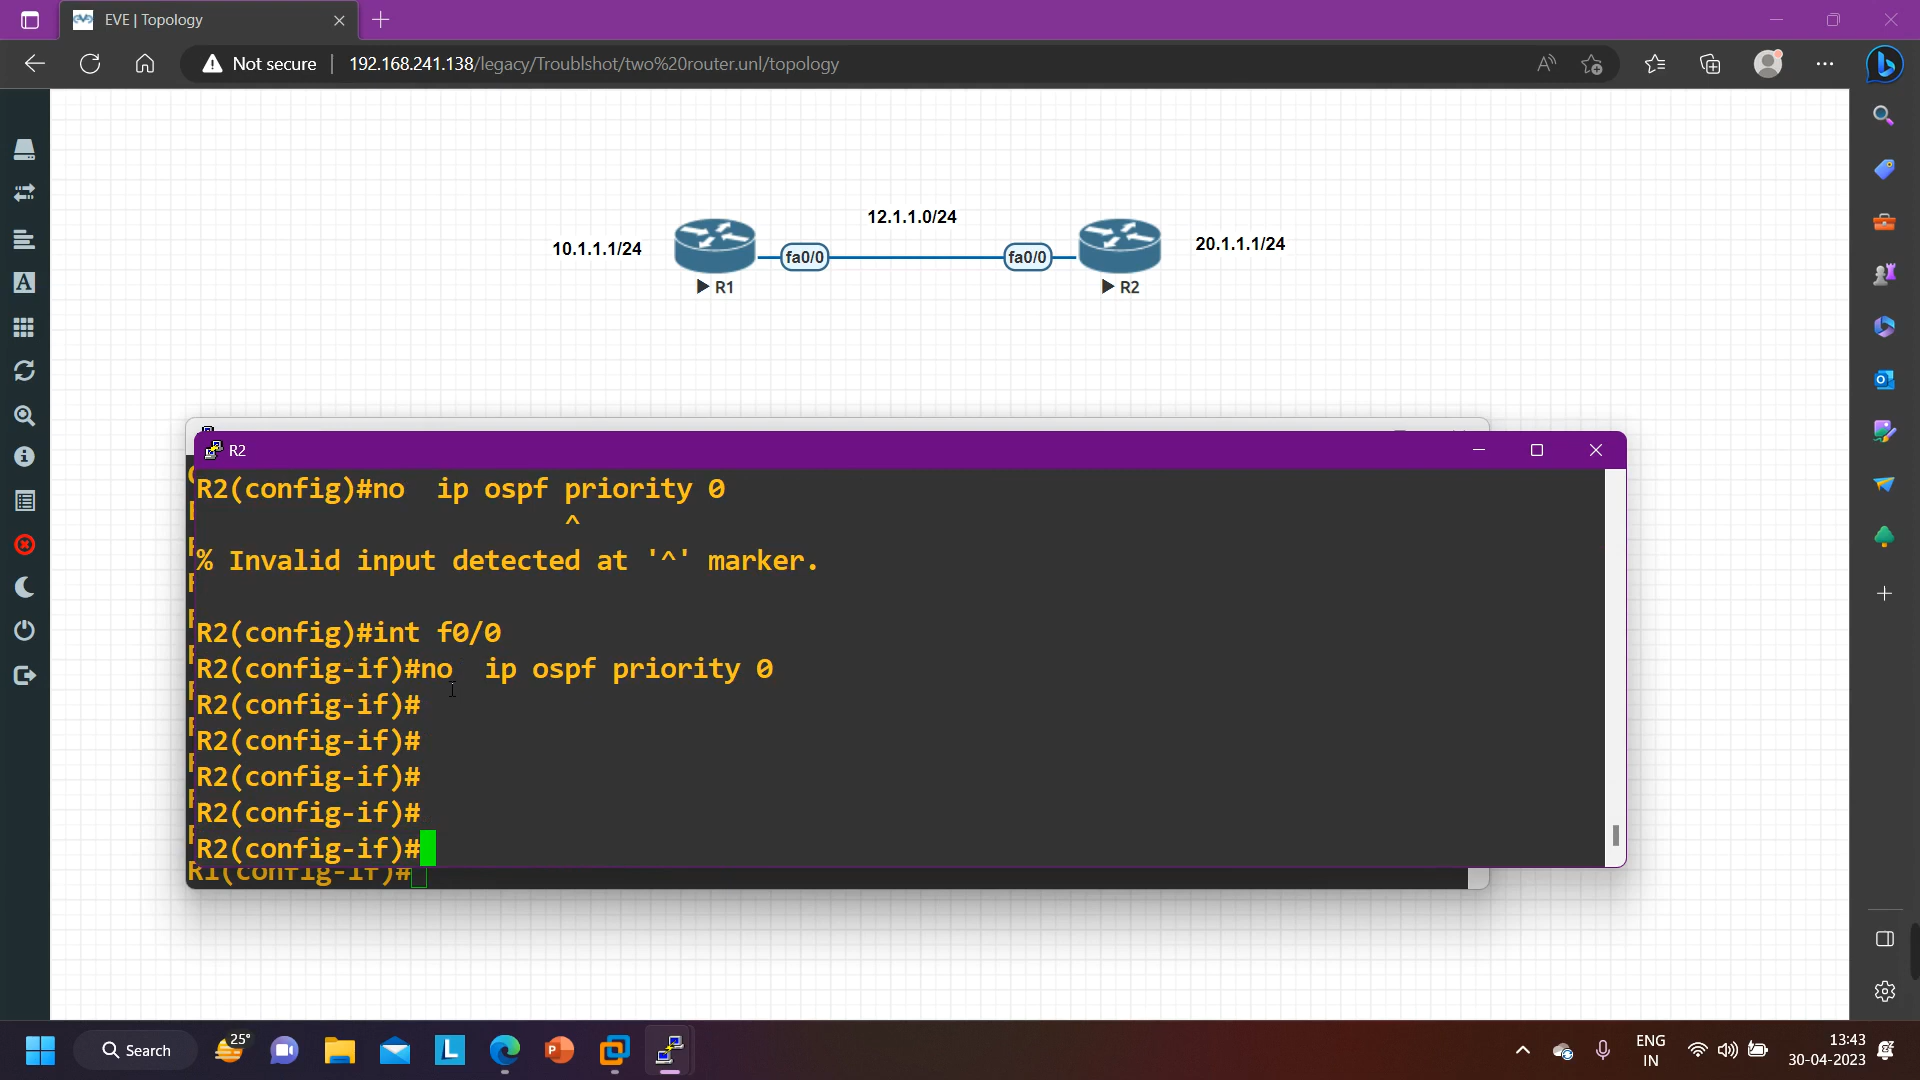 EVE | Topology
Not secure
192.168.241.138/legacy/Troublshot/two%20router.unl/topology
12.1.1.0/24
10.1.1.1/24
fa0/0
fa0/0
20.1.1.1/24
R1
R2
R2
R2(config)#no  ip ospf priority 0
^
% Invalid input detected at '^' marker.
R2(config)#int f0/0
R2(config-if)#no  ip ospf priority 0
R2(config-if)#
R2(config-if)#
R2(config-if)#
R2(config-if)#
R2(config-if)#
R1(config-if)#
Search
25°
ENG
IN
13:43
30-04-2023